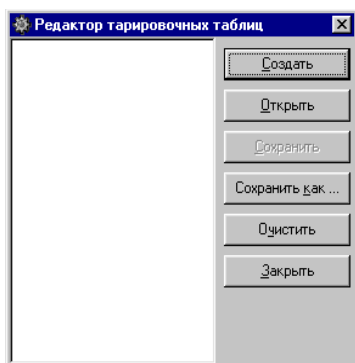 Редактор тарировочных таблиц
Создать
Открыть
Сохранить
Сохранить как ...
Очистить
Закрыть